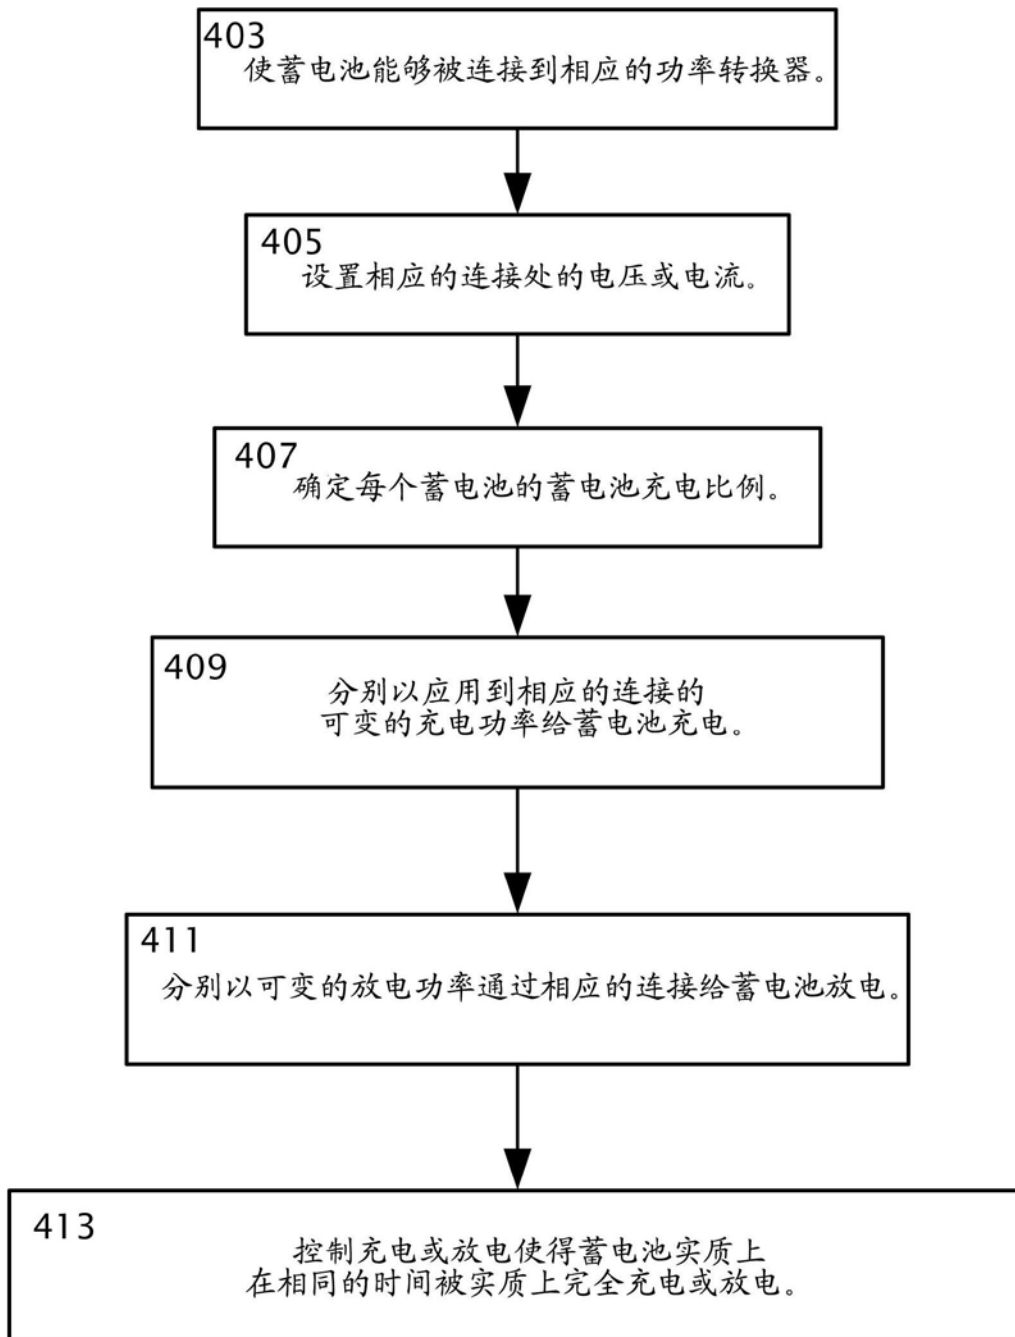 403
使蓄电池能够被连接到相应的功率转换器。
405
设置相应的连接处的电压或电流。
407
确定每个蓄电池的蓄电池充电比例。
409
分别以应用到相应的连接的
可变的充电功率给蓄电池充电。
411
分别以可变的放电功率通过相应的连接给蓄电池放电。
413
控制充电或放电使得蓄电池实质上
在相同的时间被实质上完全充电或放电。